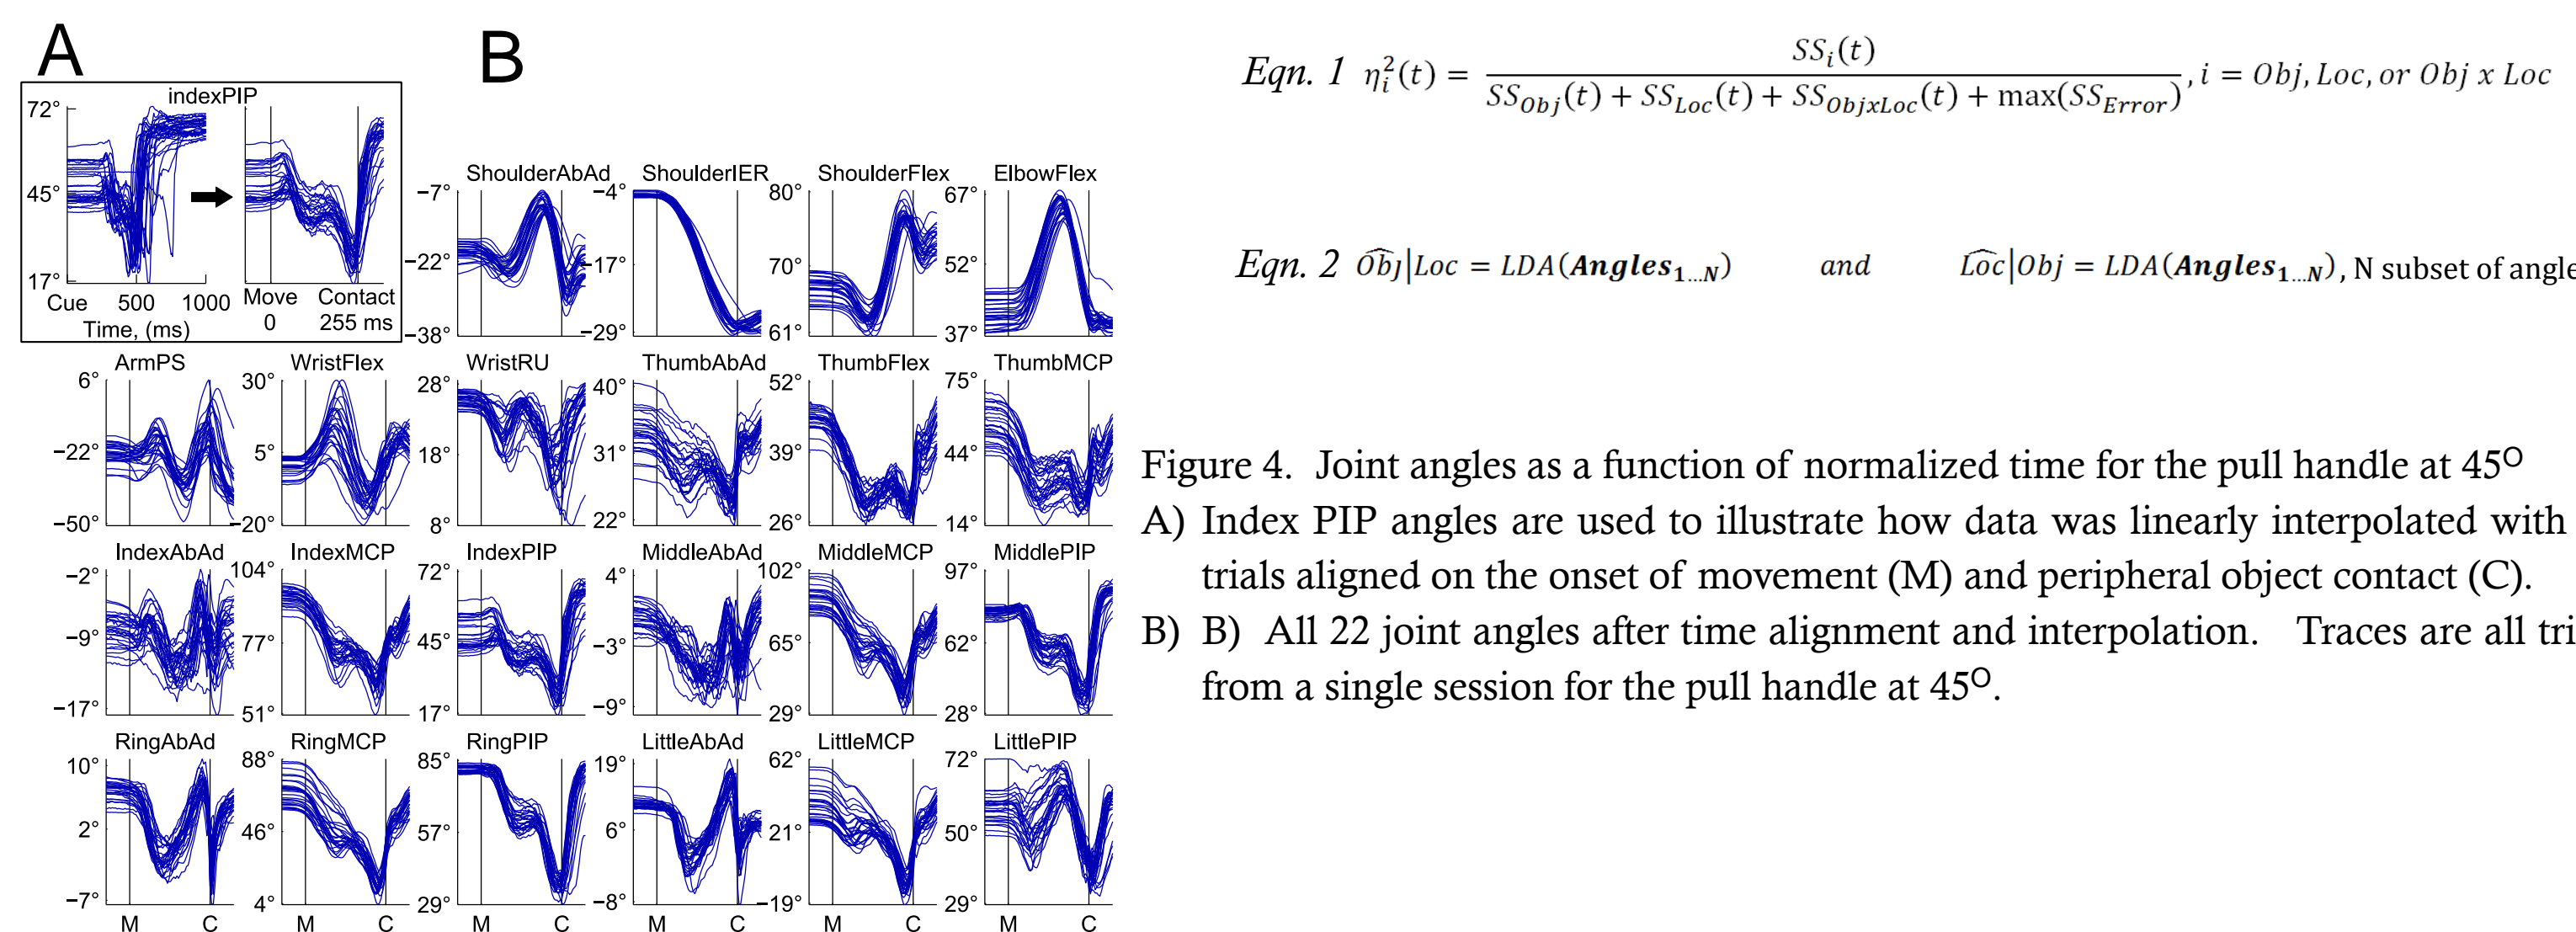 A
B
indexPIP
72°
45°
17°
Cue 500 1000
Time, (ms)
Move Contact
0 255 ms
Eqn. 1 η²ᵢ(t) = SSᵢ(t) / (SS_Obj(t) + SS_Loc(t) + SS_ObjxLoc(t) + max(SS_Error)), i = Obj, Loc, or Obj x Loc
Eqn. 2 Obĵ|Loc = LDA(Angles₁…N) and Loĉ|Obj = LDA(Angles₁…N), N subset of angle
ShoulderAbAd ShoulderIER ShoulderFlex ElbowFlex
−7° −4° 80° 67°
−22° −17° 70° 52°
−38° −29° 61° 37°
ArmPS WristFlex WristRU ThumbAbAd ThumbFlex ThumbMCP
6° 30° 28° 40° 52° 75°
−22° 5° 18° 31° 39° 44°
−50° −20° 8° 22° 26° 14°
IndexAbAd IndexMCP IndexPIP MiddleAbAd MiddleMCP MiddlePIP
−2° 104° 72° 4° 102° 97°
−9° 77° 45° −3° 65° 62°
−17° 51° 17° −9° 29° 28°
RingAbAd RingMCP RingPIP LittleAbAd LittleMCP LittlePIP
10° 88° 85° 19° 62° 72°
2° 46° 57° 6° 21° 50°
−7° 4° 29° −8° −19° 29°
M C M C M C M C M C M C
Figure 4. Joint angles as a function of normalized time for the pull handle at 45°
A) Index PIP angles are used to illustrate how data was linearly interpolated with
trials aligned on the onset of movement (M) and peripheral object contact (C).
B) B) All 22 joint angles after time alignment and interpolation. Traces are all tri
from a single session for the pull handle at 45°.